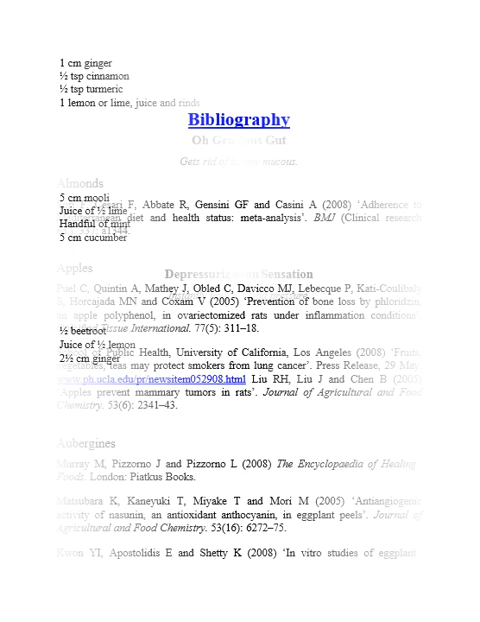 1 cm ginger
½ tsp cinnamon
½ tsp turmeric
1 lemon or lime, juice and rinds
Bibliography
Oh Gut
Gets rid of mucous.
Almonds
5 cm mooli
F, Abbate R, Gensini GF and Casini A (2008) 'Adherence to
Juice of ½ lime
diet and health status: meta-analysis'. BMJ (Clinical research
Handful of mint
5 cm cucumber
Apples
Sensation
Puel C, Quintin A, Mathey J, Obled C, Davicco MJ, Lebecque P, Kati-Coulibaly
S, Horcajada MN and Coxam V (2005) 'Prevention of bone loss by phloridzin,
an apple polyphenol, in ovariectomized rats under inflammation conditions'
½ beetroot
Tissue International. 77(5): 311–18.
Juice of ½ lemon
of Public Health, University of California, Los Angeles (2008) 'Fruits,
2½ cm ginger
vegetables, teas may protect smokers from lung cancer'. Press Release, 29 May.
www.ph.ucla.edu/pr/newsitem052908.html Liu RH, Liu J and Chen B (2005)
'Apples prevent mammary tumors in rats'. Journal of Agricultural and Food
Chemistry. 53(6): 2341–43.
Aubergines
Murray M, Pizzorno J and Pizzorno L (2008) The Encyclopaedia of Healing
Foods. London: Piatkus Books.
Matsubara K, Kaneyuki T, Miyake T and Mori M (2005) 'Antiangiogenic
activity of nasunin, an antioxidant anthocyanin, in eggplant peels'. Journal of
Agricultural and Food Chemistry. 53(16): 6272–75.
Kwon YI, Apostolidis E and Shetty K (2008) 'In vitro studies of eggplant